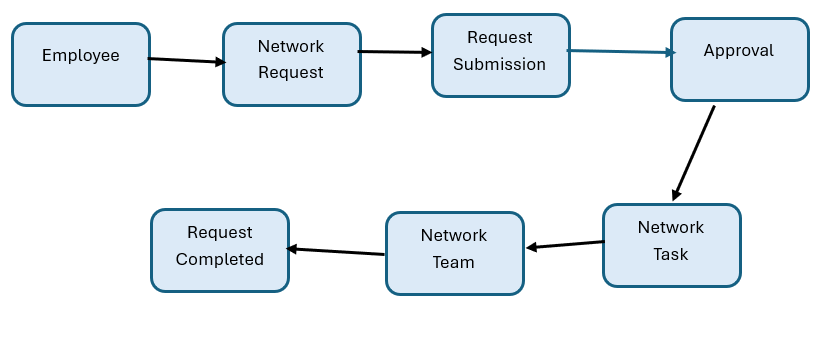 Employee
Network
Request
Request
Submission
Approval
Network
Task
Network
Team
Request
Completed